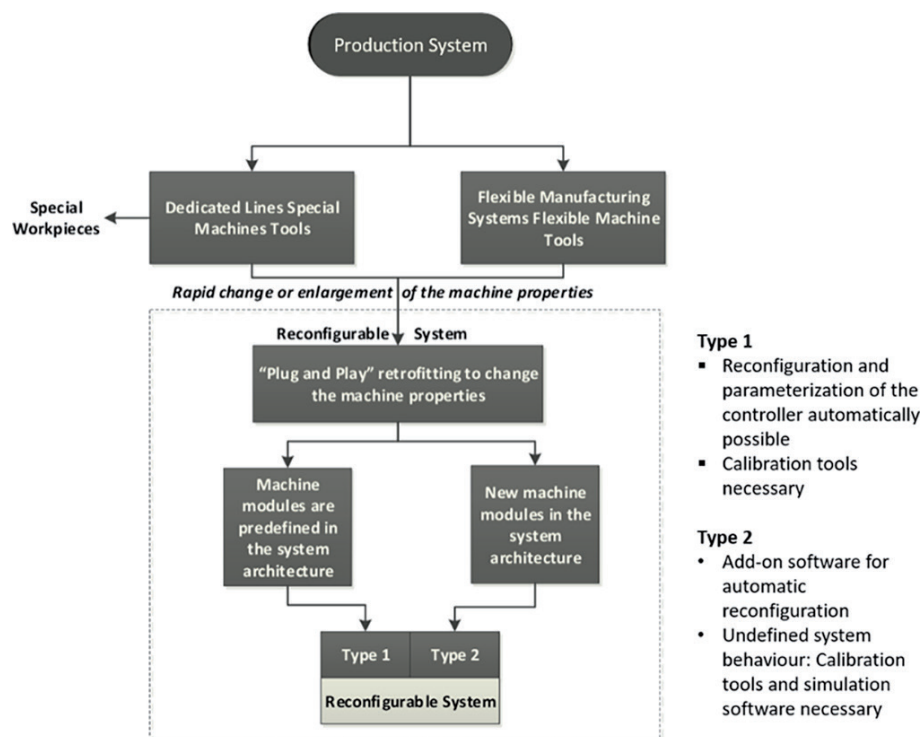 Production System
Special
Workpieces
Dedicated Lines Special
Machines Tools
Flexible Manufacturing
Systems Flexible Machine
Tools
Rapid change or enlargement of the machine properties
Reconfigurable System
“Plug and Play” retrofitting to change
the machine properties
Machine
modules are
predefined in
the system
architecture
New machine
modules in the
system
architecture
Type 1 Type 2
Reconfigurable System
Type 1
▪ Reconfiguration and
parameterization of the
controller automatically
possible
▪ Calibration tools
necessary
Type 2
• Add-on software for
automatic
reconfiguration
• Undefined system
behaviour: Calibration
tools and simulation
software necessary